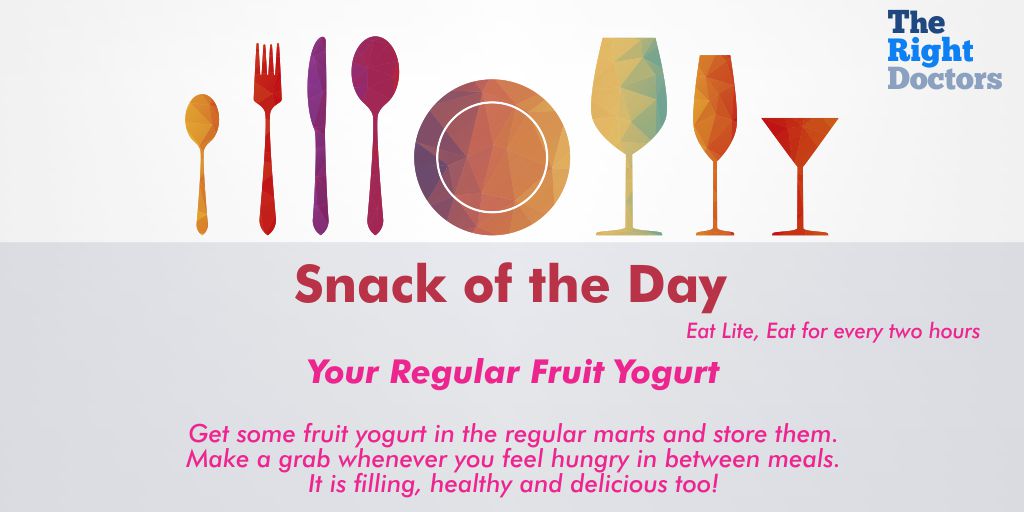 The
Right
Doctors
Snack of the Day
Eat Lite, Eat for every two hours
Your Regular Fruit Yogurt
Get some fruit yogurt in the regular marts and store them.
Make a grab whenever you feel hungry in between meals.
It is filling, healthy and delicious too!